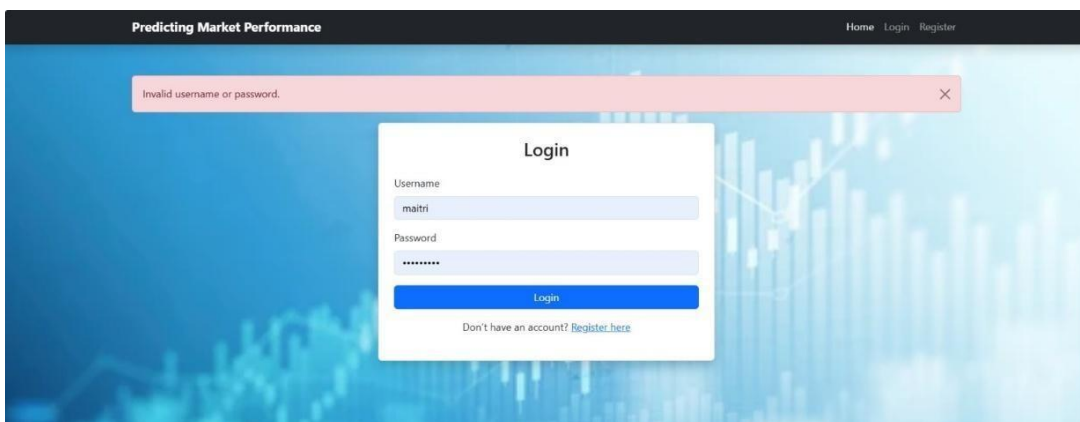 Predicting Market Performance
Home Login Register
Invalid username or password.
Login
Username
maitri
Password
•••••••••
Login
Don't have an account? Register here